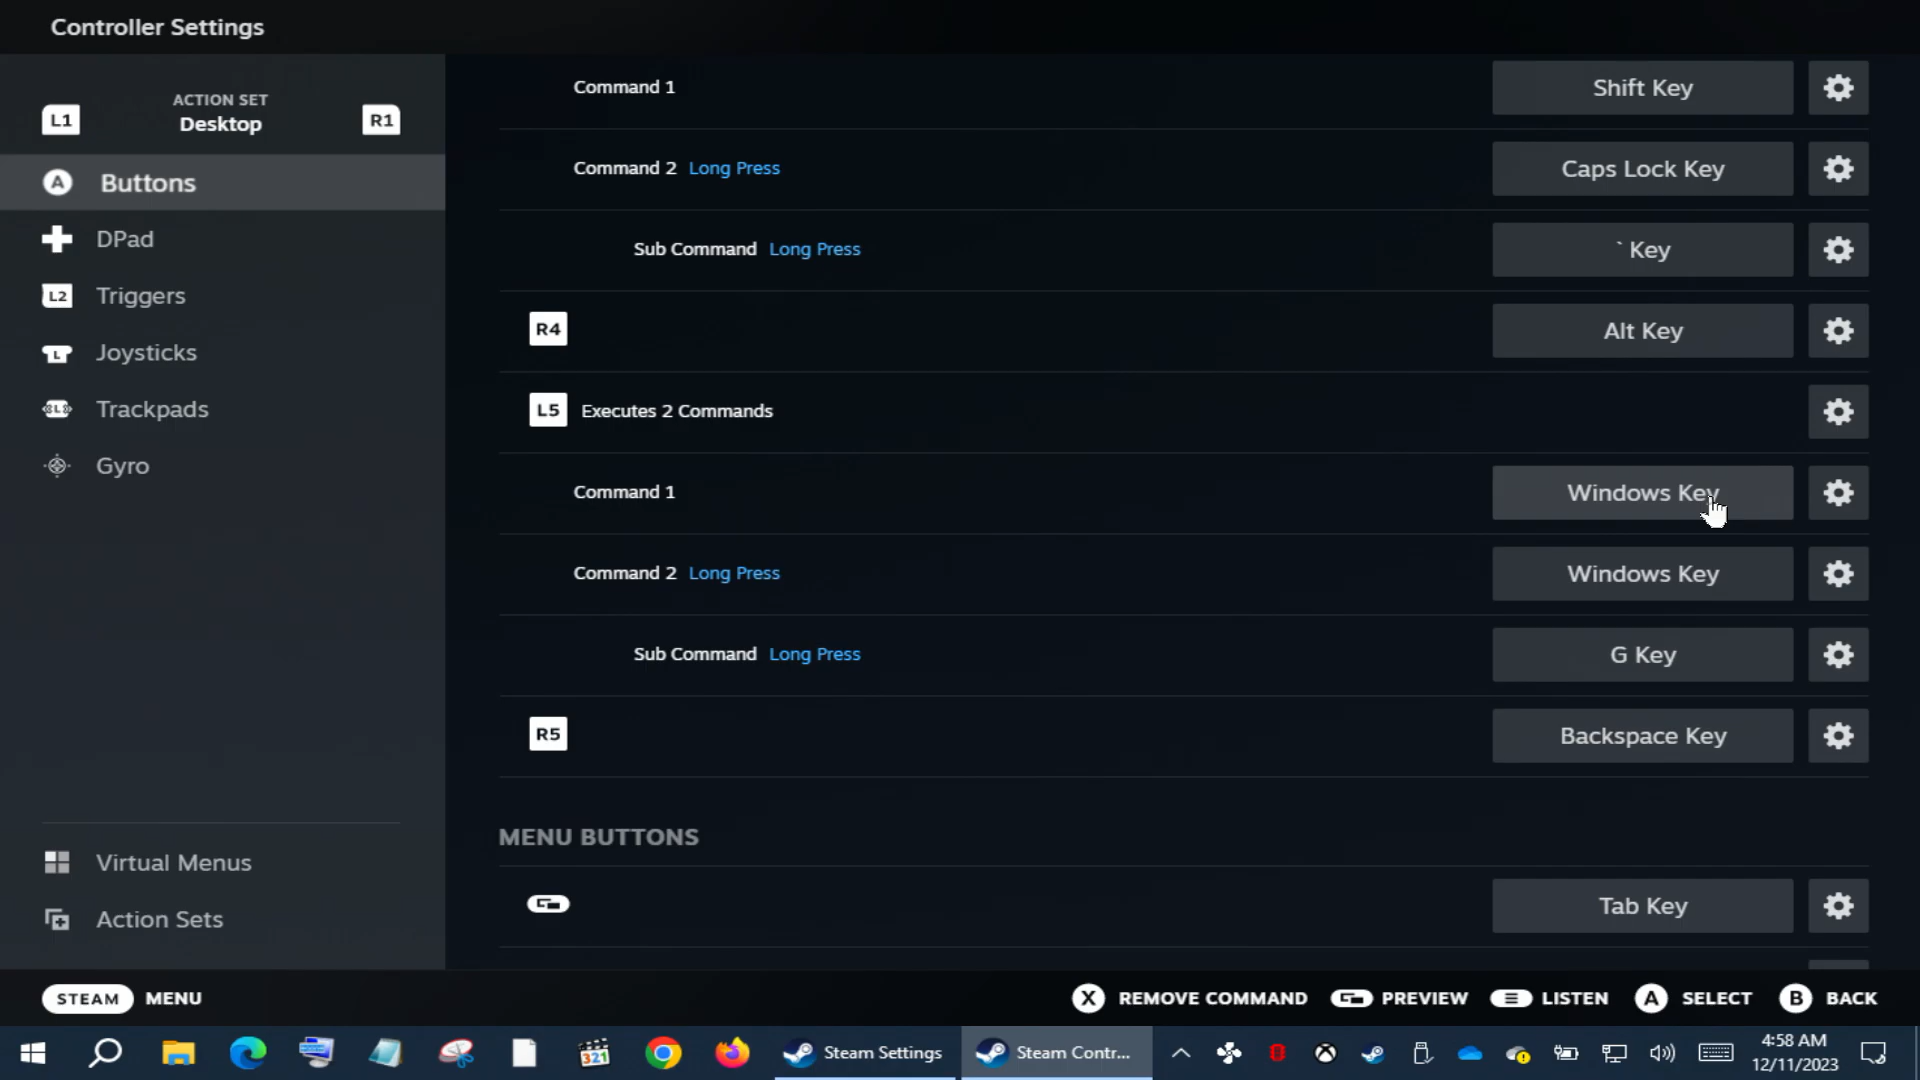 Controller Settings
L1
ACTION SET
Desktop
R1
A Buttons
DPad
L2 Triggers
L Joysticks
L Trackpads
Gyro
Virtual Menus
Action Sets
Command 1 Shift Key
Command 2 Long Press Caps Lock Key
Sub Command Long Press ` Key
R4 Alt Key
L5 Executes 2 Commands
Command 1 Windows Key
Command 2 Long Press Windows Key
Sub Command Long Press G Key
R5 Backspace Key
MENU BUTTONS
Tab Key
STEAM MENU
X REMOVE COMMAND PREVIEW LISTEN A SELECT B BACK
321
Steam Settings
Steam Contr...
4:58 AM
12/11/2023